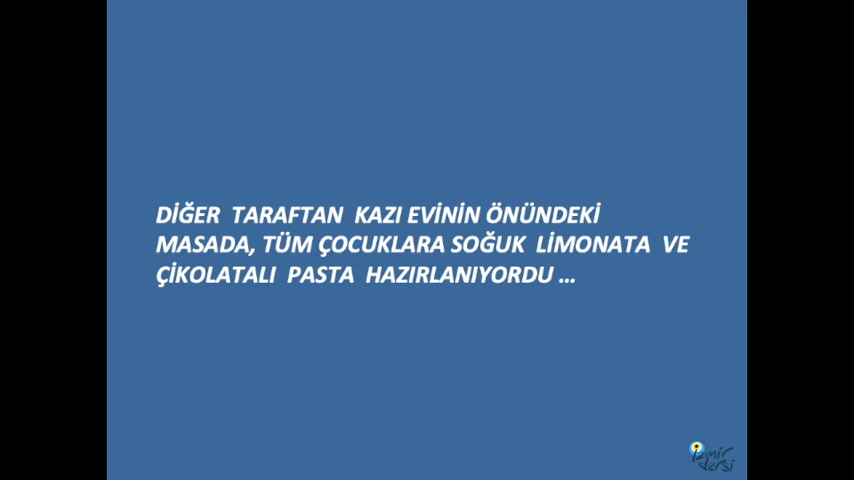 DİĞER TARAFTAN KAZI EVİNİN ÖNÜNDEKİ
MASADA, TÜM ÇOCUKLARA SOĞUK LİMONATA VE
ÇİKOLATALI PASTA HAZIRLANIYORDU ...
izmir
dersi